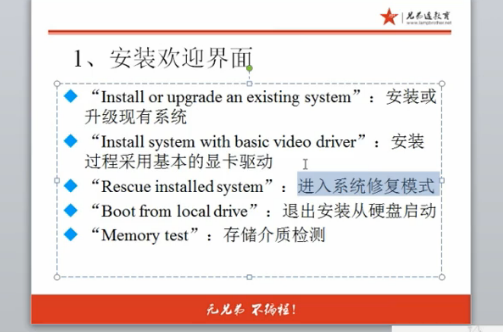 兄弟连教育
www.lampbrother.net
1、安装欢迎界面
“Install or upgrade an existing system”：安装或
升级现有系统
“Install system with basic video driver”：安装
过程采用基本的显卡驱动
“Rescue installed system”：进入系统修复模式
“Boot from local drive”：退出安装从硬盘启动
“Memory test”：存储介质检测
无兄弟 不编程！